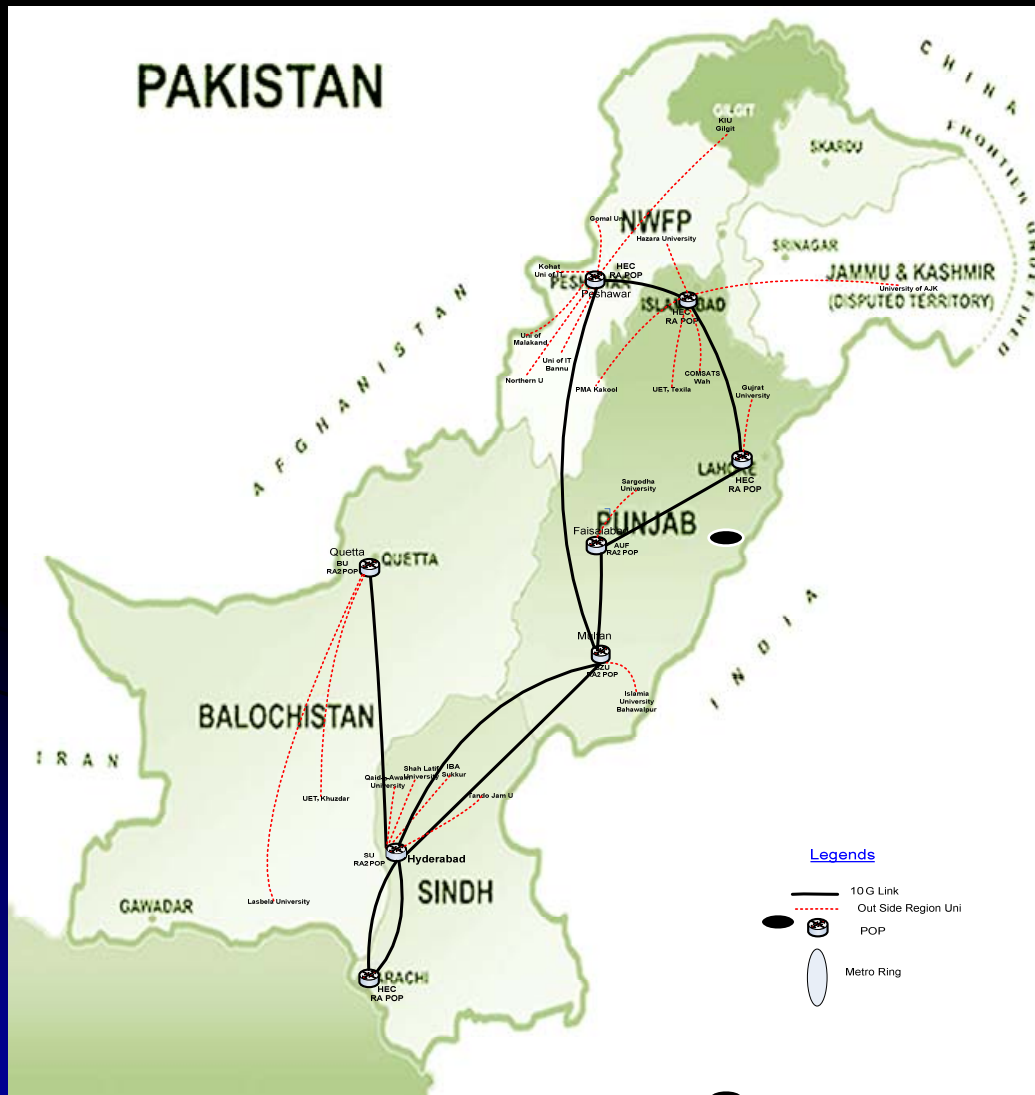 PAKISTAN
CHINA
FRONTIER
GILGIT
KIU
Gilgit
SKARDU
Gomal Uni
NWFP
Hazara University
SRINAGAR
JAMMU & KASHMIR
(DISPUTED TERRITORY)
University of AJK
Kohat
Uni of IT
HEC
RA POP
Peshawar
ISLAMABAD
HEC
RA POP
Uni of
Malakand
Uni of IT
Bannu
Northern U
PMA Kakool
UET, Texila
COMSATS
Wah
Gujrat
University
AFGHANISTAN
LAHORE
HEC
RA POP
Sargodha
University
PUNJAB
Faisalabad
AUF
RA2 POP
Quetta
BU
RA2 POP
QUETTA
INDIA
Multan
BZU
RA2 POP
Islamia
University
Bahawalpur
BALOCHISTAN
IRAN
Shah Latif
University
IBA
Sukkur
University
UET, Khuzdar
Tando Jam U
SU
RA2 POP
Hyderabad
SINDH
Lasbela University
GAWADAR
HEC
RA POP
Legends
10 G Link
Out Side Region Uni
POP
Metro Ring